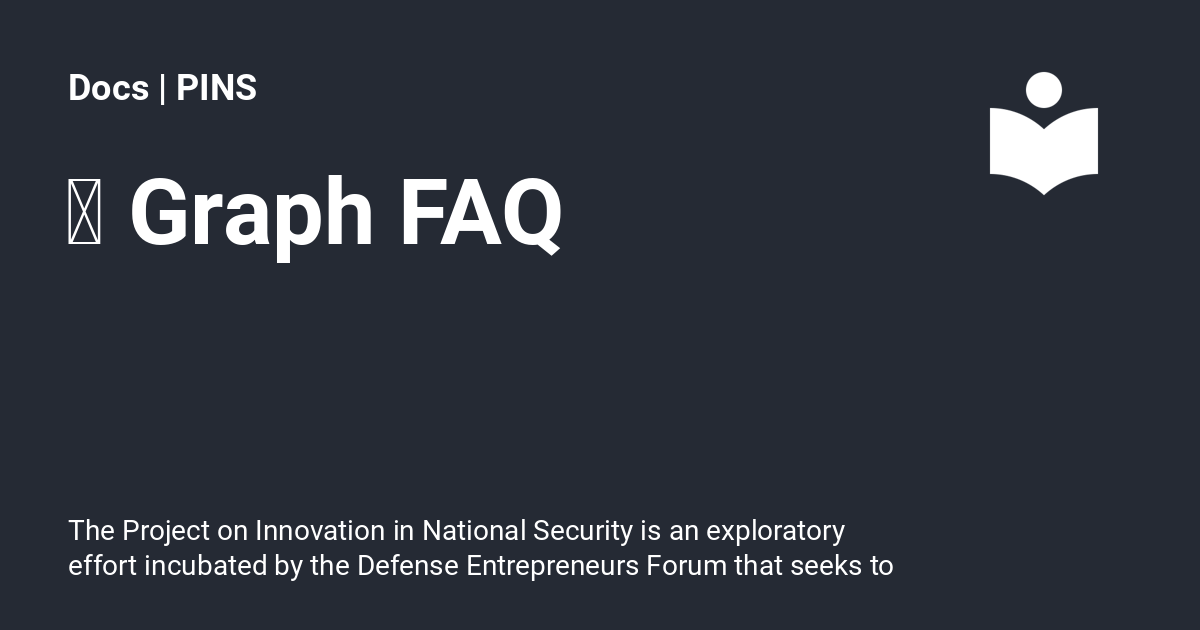 Docs | PINS
Graph FAQ
The Project on Innovation in National Security is an exploratory
effort incubated by the Defense Entrepreneurs Forum that seeks to